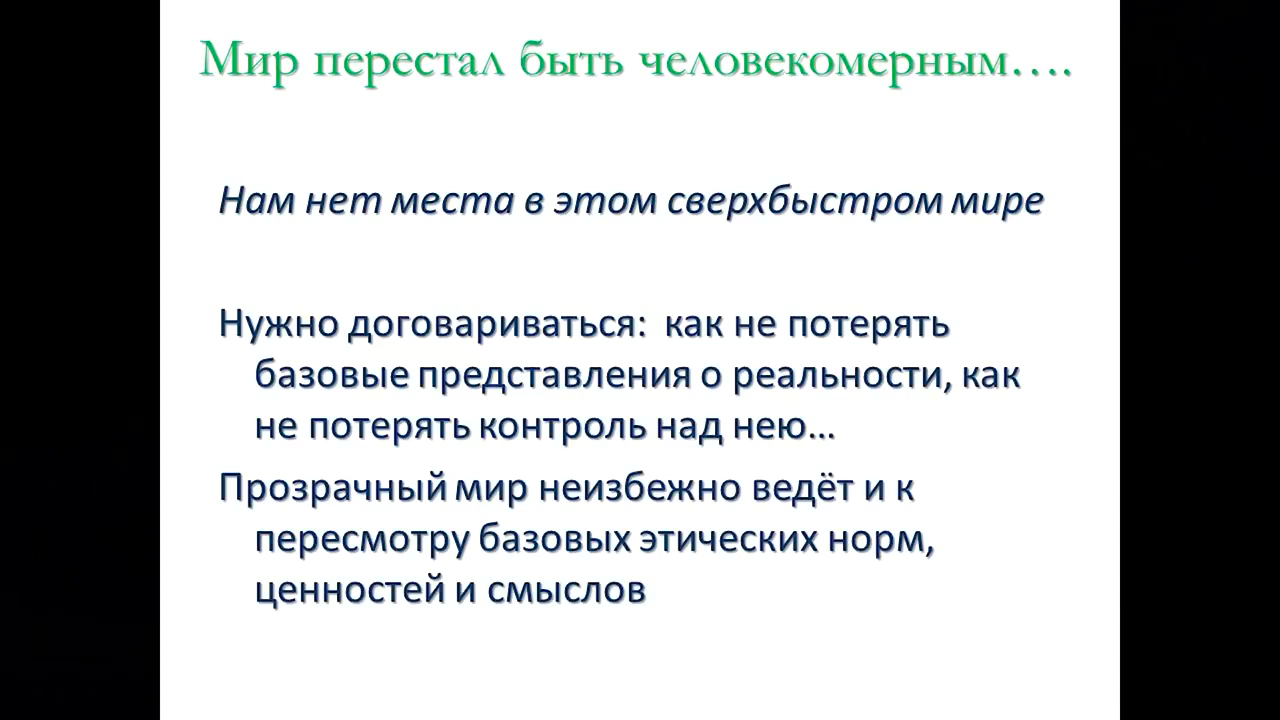 Мир перестал быть человекомерным….
Нам нет места в этом сверхбыстром мире
Нужно договариваться:  как не потерять
базовые представления о реальности, как
не потерять контроль над нею…
Прозрачный мир неизбежно ведёт и к
пересмотру базовых этических норм,
ценностей и смыслов